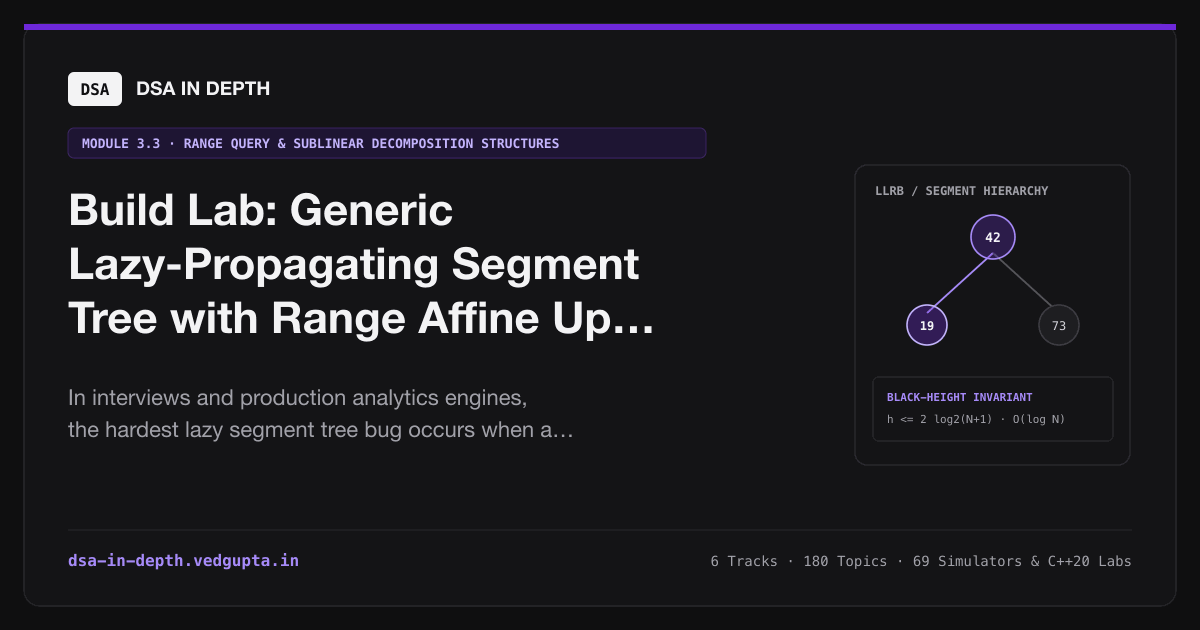 DSA
DSA IN DEPTH
MODULE 3.3 · RANGE QUERY & SUBLINEAR DECOMPOSITION STRUCTURES
Build Lab: Generic
Lazy-Propagating Segment
Tree with Range Affine Up…
In interviews and production analytics engines,
the hardest lazy segment tree bug occurs when a…
LLRB / SEGMENT HIERARCHY
42
19
73
BLACK-HEIGHT INVARIANT
h <= 2 log2(N+1) · O(log N)
dsa-in-depth.vedgupta.in
6 Tracks · 180 Topics · 69 Simulators & C++20 Labs